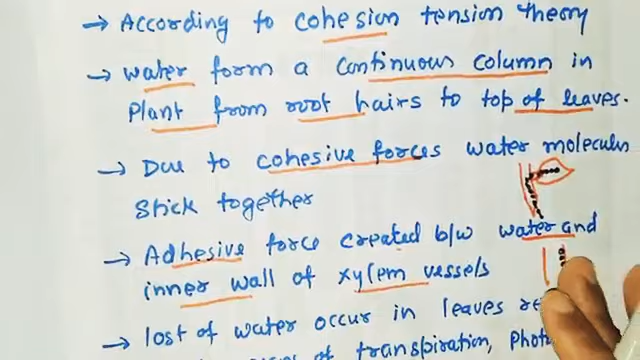 → According to cohesion tension theory
→ water form a continuous column in
Plant from root hairs to top of leaves.
→ Due to cohesive forces water molecules
stick together
→ Adhesive force created b/w water and
inner wall of xylem vessels
→ lost of water occur in leaves
of transpiration,